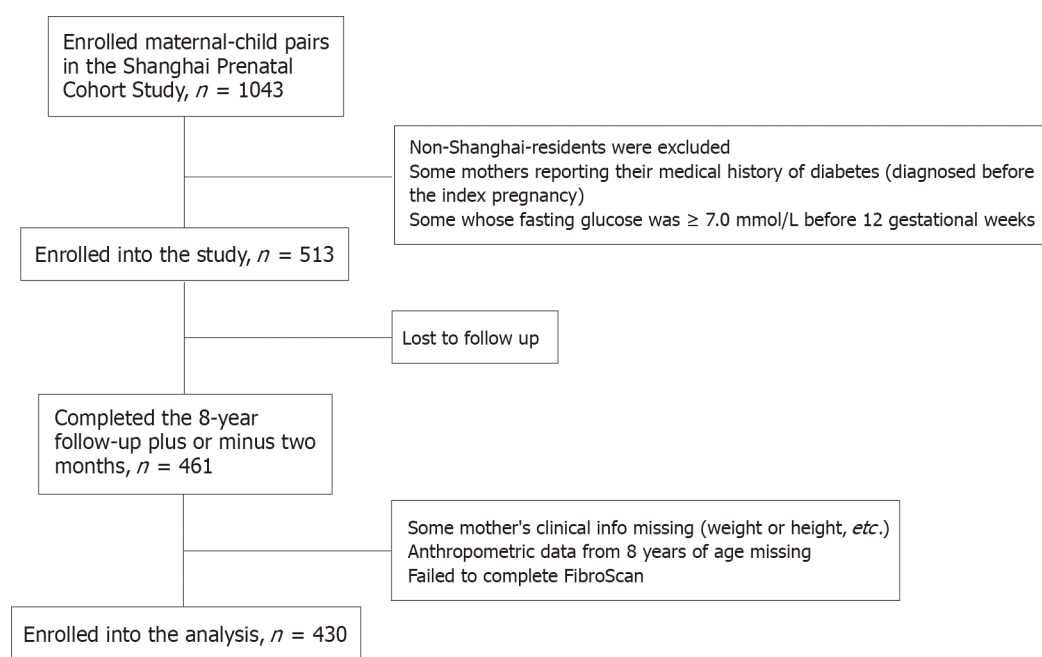 Enrolled maternal-child pairs
in the Shanghai Prenatal
Cohort Study, n = 1043
Non-Shanghai-residents were excluded
Some mothers reporting their medical history of diabetes (diagnosed before
the index pregnancy)
Some whose fasting glucose was ≥ 7.0 mmol/L before 12 gestational weeks
Enrolled into the study, n = 513
Lost to follow up
Completed the 8-year
follow-up plus or minus two
months, n = 461
Some mother's clinical info missing (weight or height, etc.)
Anthropometric data from 8 years of age missing
Failed to complete FibroScan
Enrolled into the analysis, n = 430